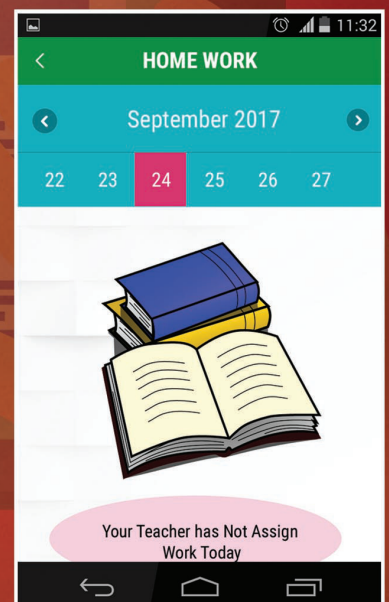 11:32
HOME WORK
September 2017
22 23 24 25 26 27
Your Teacher has Not Assign
Work Today